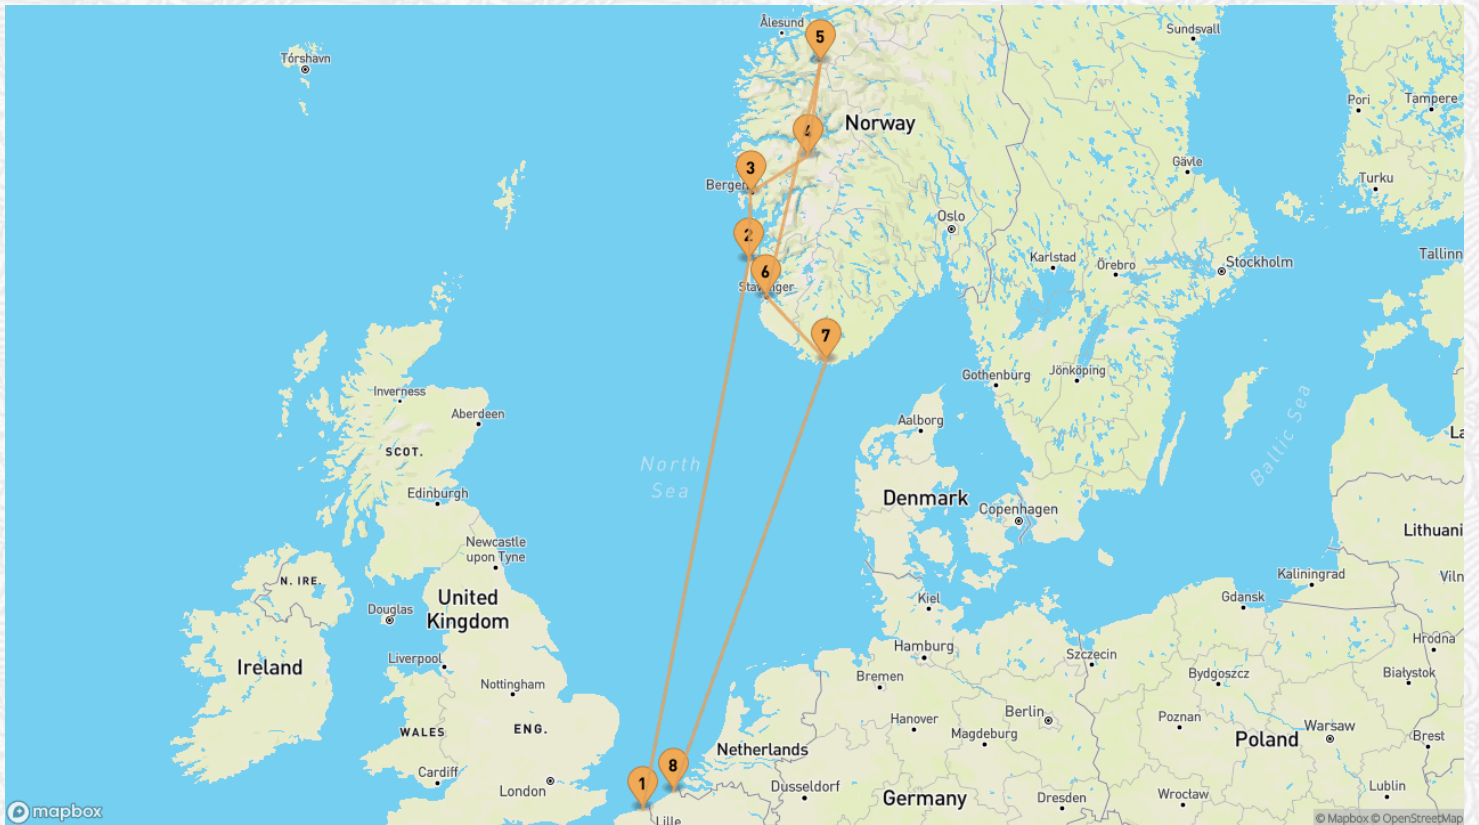 Ålesund
5
Sundsvall
Tórshavn
Pori
Tampere
4
Norway
3
Bergen
Gävle
Turku
2
Oslo
6
Karlstad
Örebro
Stockholm
Tallinn
Stavanger
7
Gothenburg
Jönköping
Inverness
Aberdeen
Aalborg
Baltic Sea
SCOT.
North
Sea
Edinburgh
Denmark
Copenhagen
La
Lithuani
Newcastle
upon Tyne
N. IRE.
Kaliningrad
Viln
United
Kingdom
Douglas
Kiel
Gdansk
Hrodna
Ireland
Liverpool
Hamburg
Szczecin
Nottingham
Bremen
Bydgoszcz
Białystok
ENG.
WALES
Hanover
Berlin
Magdeburg
Poznan
Warsaw
Poland
Brest
Netherlands
8
1
Cardiff
London
Dusseldorf
Germany
Dresden
Wrocław
Lublin
Lille
mapbox
© Mapbox © OpenStreetMap